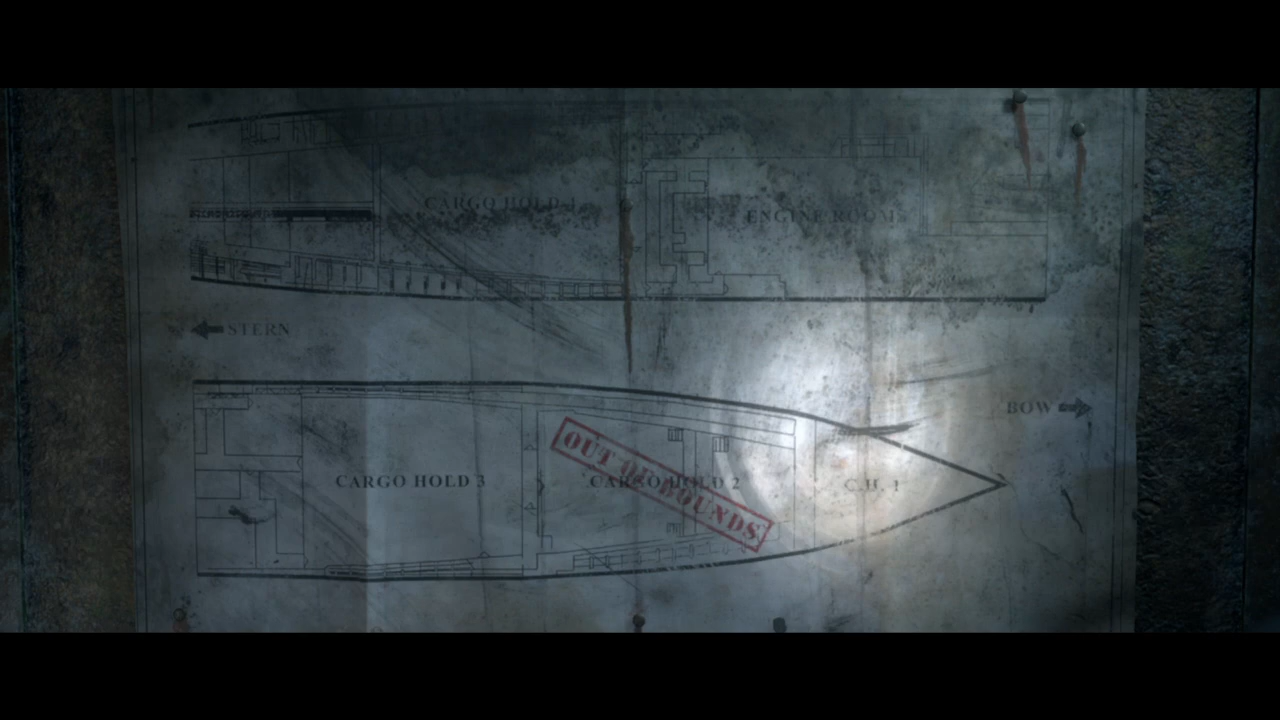 CARGO HOLD 4
ENGINE ROOM
STERN
BOW
CARGO HOLD 3
CARGO HOLD 2
OUT OF BOUNDS
C.H. 1